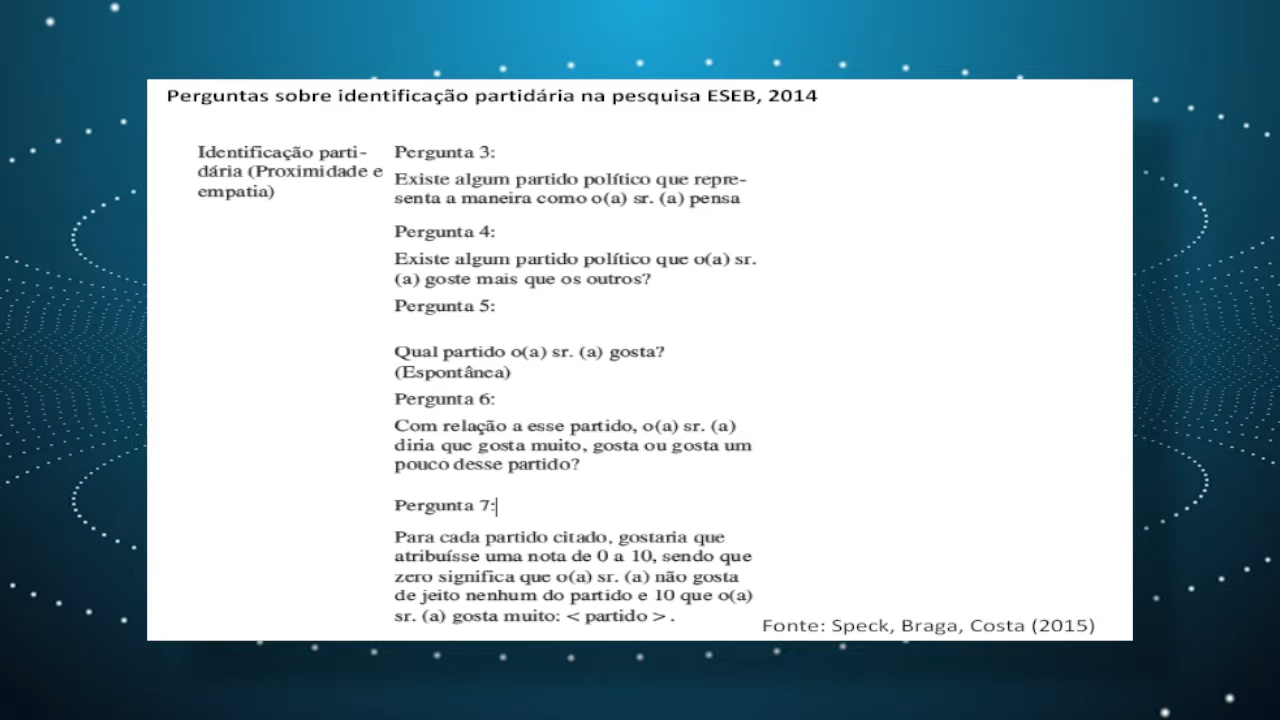 Perguntas sobre identificação partidária na pesquisa ESEB, 2014
Identificação parti-
dária (Proximidade e
empatia)
Pergunta 3:
Existe algum partido político que repre-
senta a maneira como o(a) sr. (a) pensa
Pergunta 4:
Existe algum partido político que o(a) sr.
(a) goste mais que os outros?
Pergunta 5:
Qual partido o(a) sr. (a) gosta?
(Espontânea)
Pergunta 6:
Com relação a esse partido, o(a) sr. (a)
diria que gosta muito, gosta ou gosta um
pouco desse partido?
Pergunta 7:
Para cada partido citado, gostaria que
atribuísse uma nota de 0 a 10, sendo que
zero significa que o(a) sr. (a) não gosta
de jeito nenhum do partido e 10 que o(a)
sr. (a) gosta muito: < partido > .
Fonte: Speck, Braga, Costa (2015)